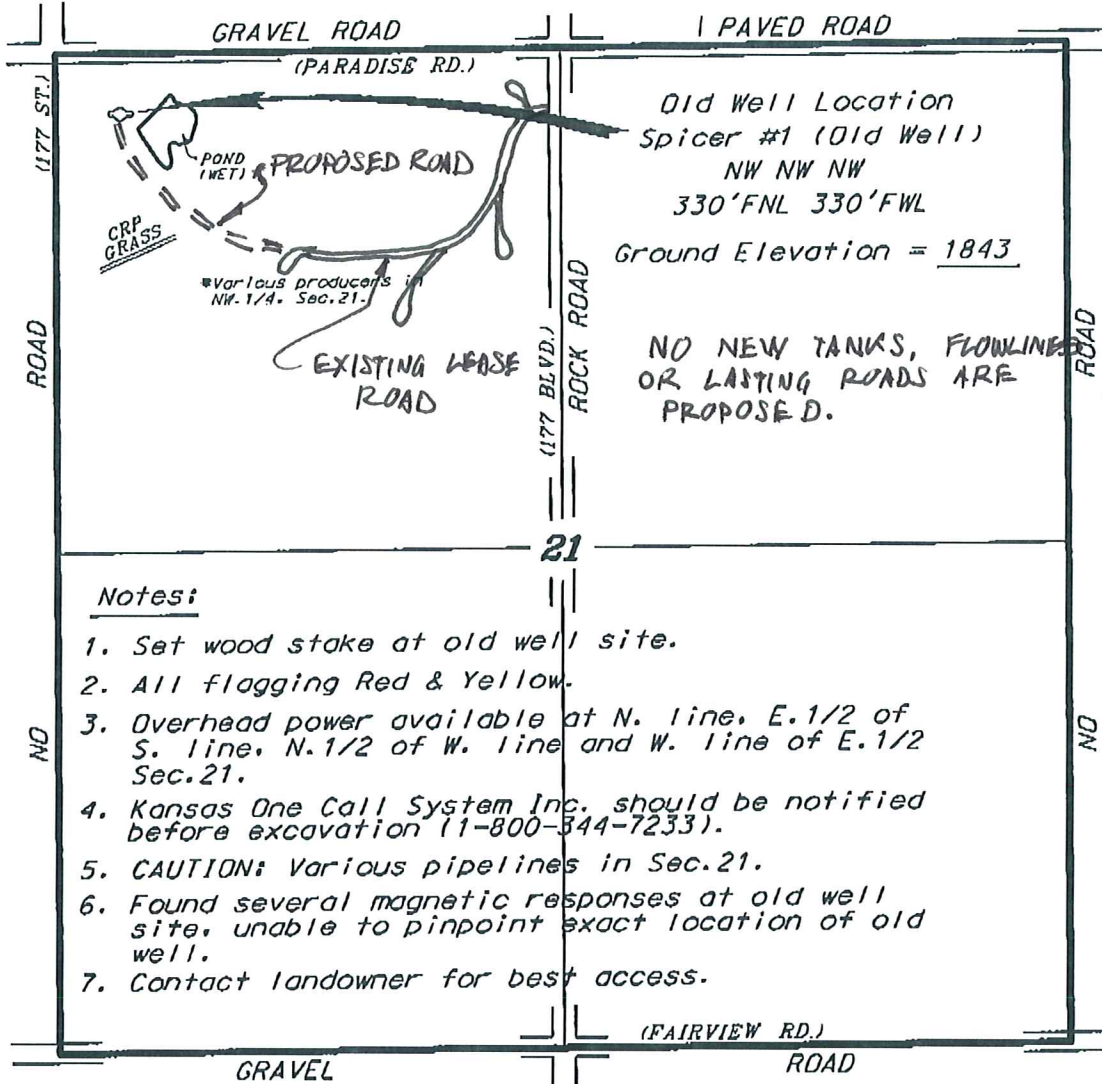 GRAVEL ROAD
PAVED ROAD
(PARADISE RD.)
(177 ST.)
POND
(WET)
PROPOSED ROAD
CRP
GRASS
*Various producers in
NW-1/4, Sec.21.
EXISTING LEASE
ROAD
Old Well Location
Spicer #1 (Old Well)
NW NW NW
330'FNL 330'FWL
Ground Elevation = 1843
NO NEW TANKS, FLOWLINES
OR LASTING ROADS ARE
PROPOSED.
ROAD
(177 BLVD.)
ROCK ROAD
ROAD
21
Notes:
1. Set wood stake at old well site.
2. All flagging Red & Yellow.
3. Overhead power available at N. line, E.1/2 of
S. line, N.1/2 of W. line and W. line of E.1/2
Sec.21.
4. Kansas One Call System Inc. should be notified
before excavation (1-800-344-7233).
5. CAUTION: Various pipelines in Sec.21.
6. Found several magnetic responses at old well
site, unable to pinpoint exact location of old
well.
7. Contact landowner for best access.
NO
NO
(FAIRVIEW RD.)
GRAVEL
ROAD